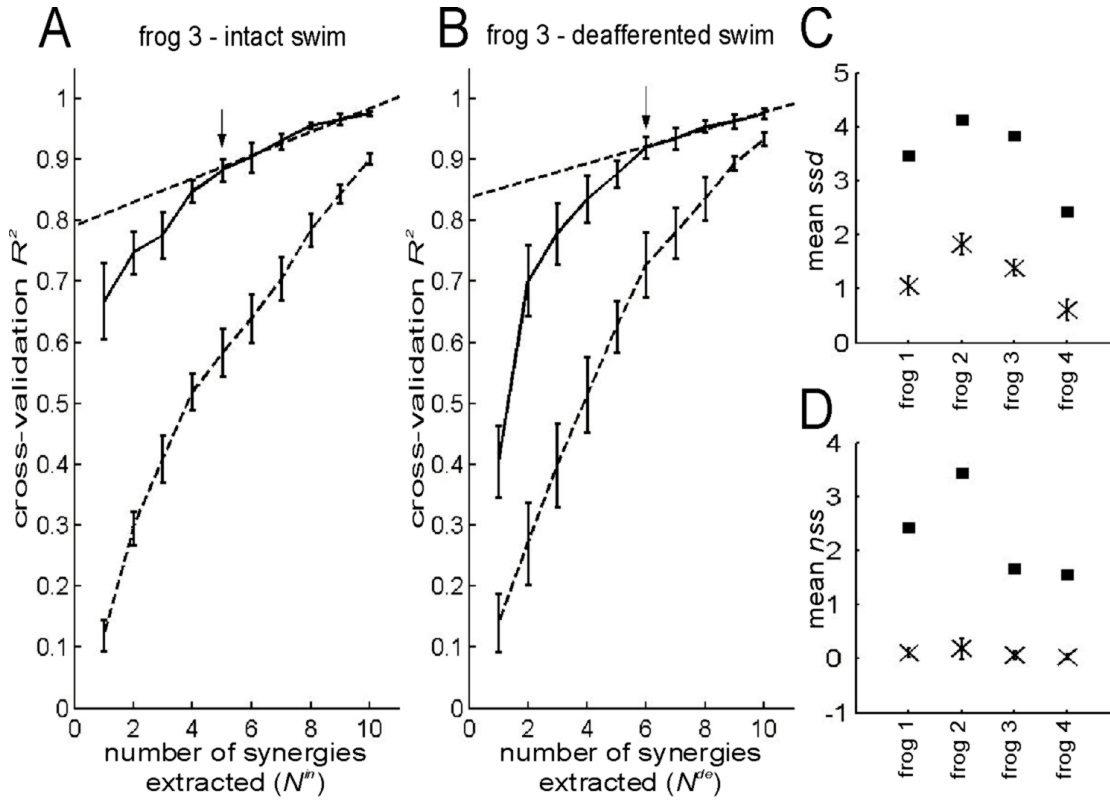 A
frog 3 - intact swim
cross-validation R²
1
0.9
0.8
0.7
0.6
0.5
0.4
0.3
0.2
0.1
0
0 2 4 6 8 10
number of synergies
extracted (N^in)
B
frog 3 - deafferented swim
cross-validation R²
1
0.9
0.8
0.7
0.6
0.5
0.4
0.3
0.2
0.1
0
0 2 4 6 8 10
number of synergies
extracted (N^de)
C
mean ssd
5
4
3
2
1
0
frog 1
frog 2
frog 3
frog 4
D
mean nss
4
3
2
1
0
-1
frog 1
frog 2
frog 3
frog 4